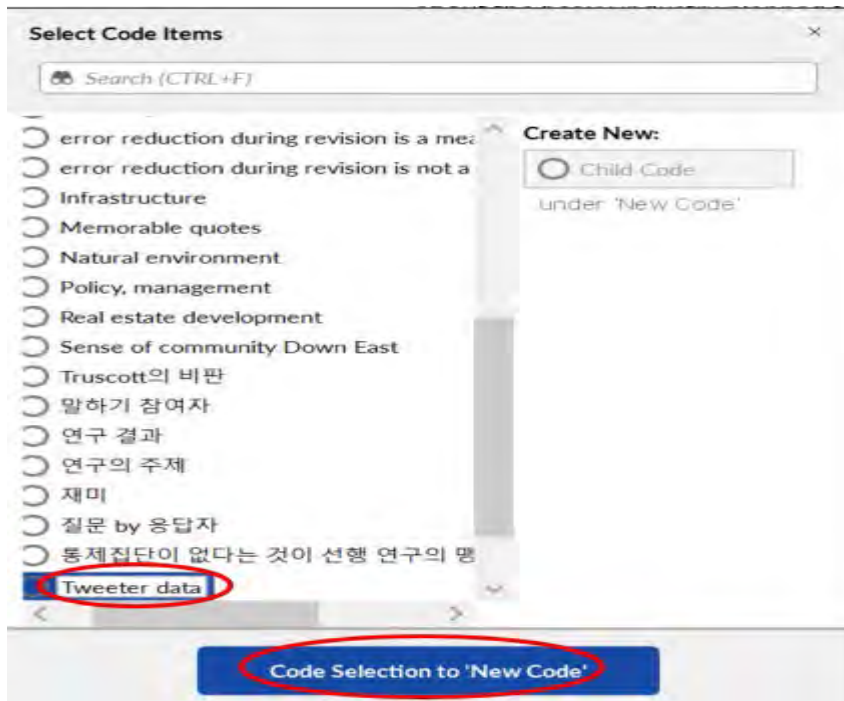 Select Code Items
×
Search (CTRL+F)
error reduction during revision is a mea
error reduction during revision is not a
Infrastructure
Memorable quotes
Natural environment
Policy, management
Real estate development
Sense of community Down East
Truscott의 비판
말하기 참여자
연구 결과
연구의 주제
재미
질문 by 응답자
통제집단이 없다는 것이 선행 연구의 맹
Tweeter data
Create New:
Child Code
under 'New Code'
Code Selection to 'New Code'